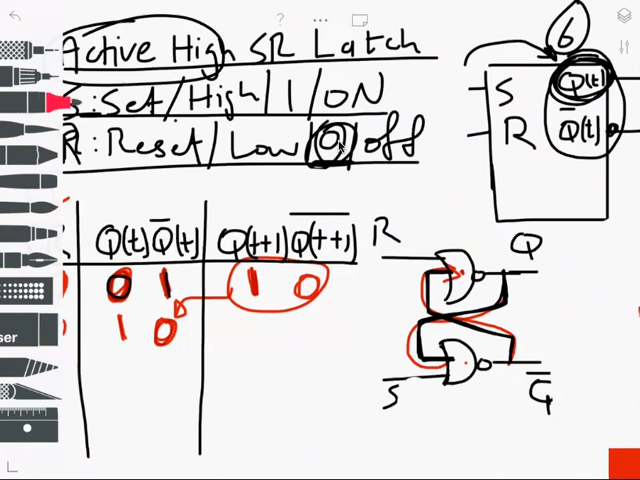 Active High SR Latch
S: Set/High/1/ON
R: Reset/Low/0/off
6
S Q(t)
R Q̅(t)
Q(t) Q̅(t) Q(t+1) Q̅(t+1)
0 1 1 0
1 0
R Q
S Q̅
ser